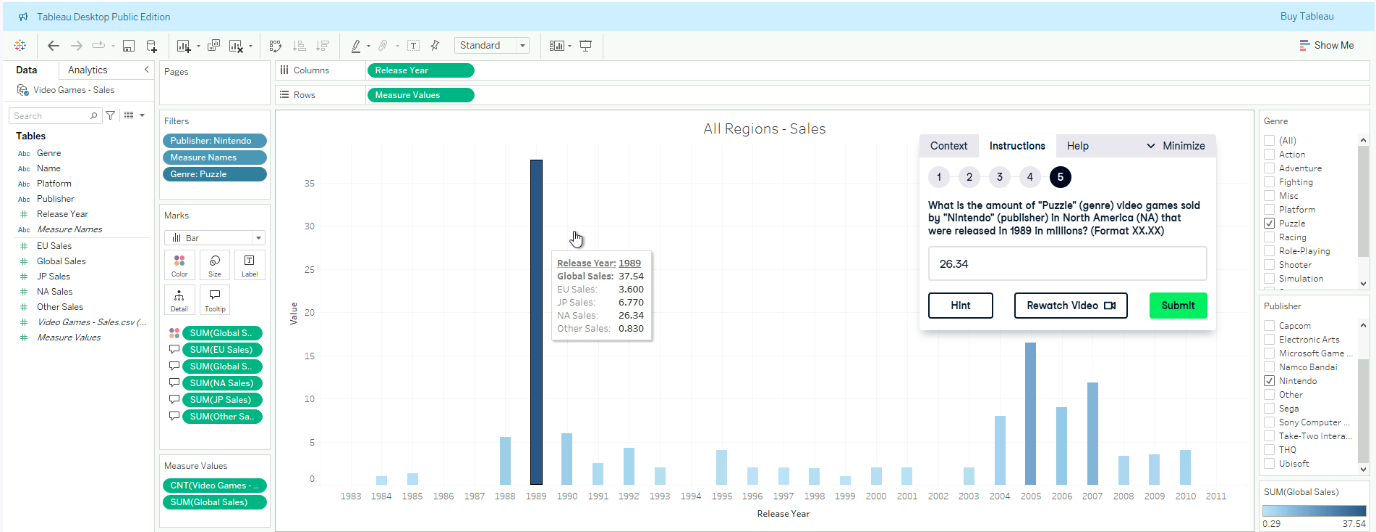 Tableau Desktop Public Edition
Buy Tableau
Standard
Show Me
Data
Analytics
Video Games - Sales
Search
Tables
Abc Genre
Abc Name
Abc Platform
Abc Publisher
Release Year
Abc Measure Names
EU Sales
Global Sales
JP Sales
NA Sales
Other Sales
Video Games - Sales.csv (...
Measure Values
Pages
Filters
Publisher: Nintendo
Measure Names
Genre: Puzzle
Marks
Bar
Color
Size
Label
Detail
Tooltip
SUM(Global S..
SUM(EU Sales)
SUM(Global S..
SUM(NA Sales)
SUM(JP Sales)
SUM(Other Sa..
Measure Values
CNT(Video Games - ..
SUM(Global Sales)
Columns
Release Year
Rows
Measure Values
All Regions - Sales
Value
35
30
25
20
15
10
5
0
1983 1984 1985 1986 1987 1988 1989 1990 1991 1992 1993 1994 1995 1996 1997 1998 1999 2000 2001 2002 2003 2004 2005 2006 2007 2008 2009 2010 2011
Release Year
Release Year: 1989
Global Sales: 37.54
EU Sales: 3.600
JP Sales: 6.770
NA Sales: 26.34
Other Sales: 0.830
Context
Instructions
Help
Minimize
1 2 3 4 5
What is the amount of "Puzzle" (genre) video games sold
by "Nintendo" (publisher) in North America (NA) that
were released in 1989 in millions? (Format XX.XX)
26.34
Hint
Rewatch Video
Submit
Genre
(All)
Action
Adventure
Fighting
Misc
Platform
Puzzle
Racing
Role-Playing
Shooter
Simulation
Publisher
Capcom
Electronic Arts
Microsoft Game ...
Namco Bandai
Nintendo
Other
Sega
Sony Computer ...
Take-Two Intera...
THQ
Ubisoft
SUM(Global Sales)
0.29
37.54